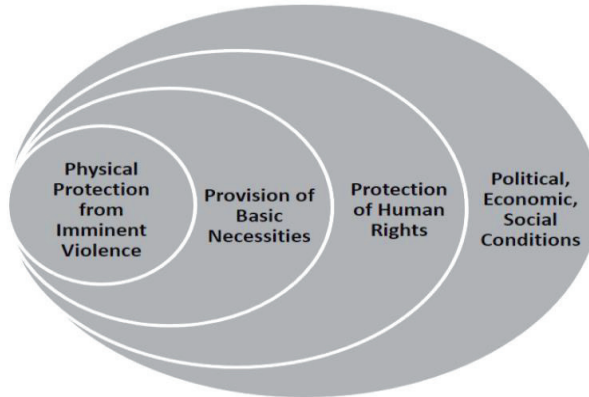 Physical
Protection
from
Imminent
Violence
Provision of
Basic
Necessities
Protection
of Human
Rights
Political,
Economic,
Social
Conditions